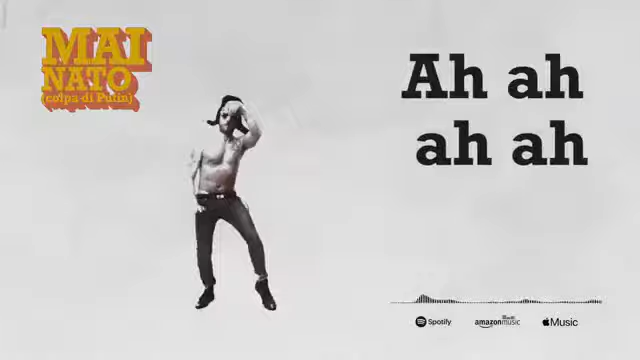 MAI
NATO
(colpa di Putin)
Ah ah
ah ah
Spotify
amazon music
Music